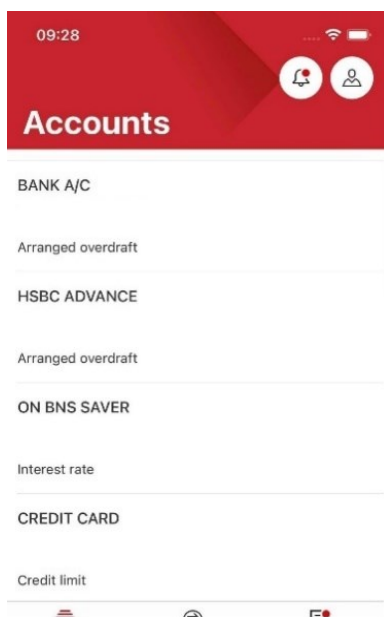 09:28
Accounts
BANK A/C
Arranged overdraft
HSBC ADVANCE
Arranged overdraft
ON BNS SAVER
Interest rate
CREDIT CARD
Credit limit